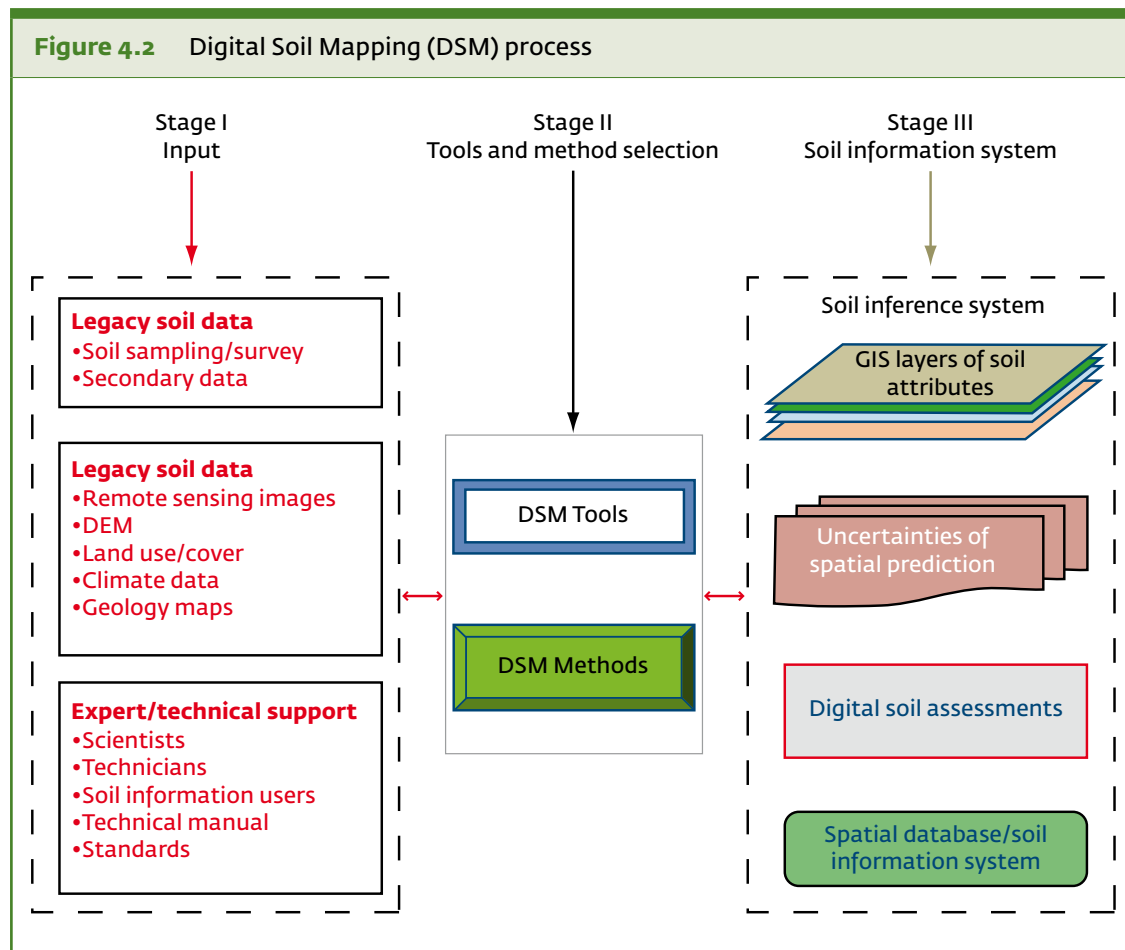 Figure 4.2 Digital Soil Mapping (DSM) process
Stage I
Input
Stage II
Tools and method selection
Stage III
Soil information system
Legacy soil data
•Soil sampling/survey
•Secondary data
Legacy soil data
•Remote sensing images
•DEM
•Land use/cover
•Climate data
•Geology maps
Expert/technical support
•Scientists
•Technicians
•Soil information users
•Technical manual
•Standards
DSM Tools
DSM Methods
Soil inference system
GIS layers of soil
attributes
Uncertainties of
spatial prediction
Digital soil assessments
Spatial database/soil
information system